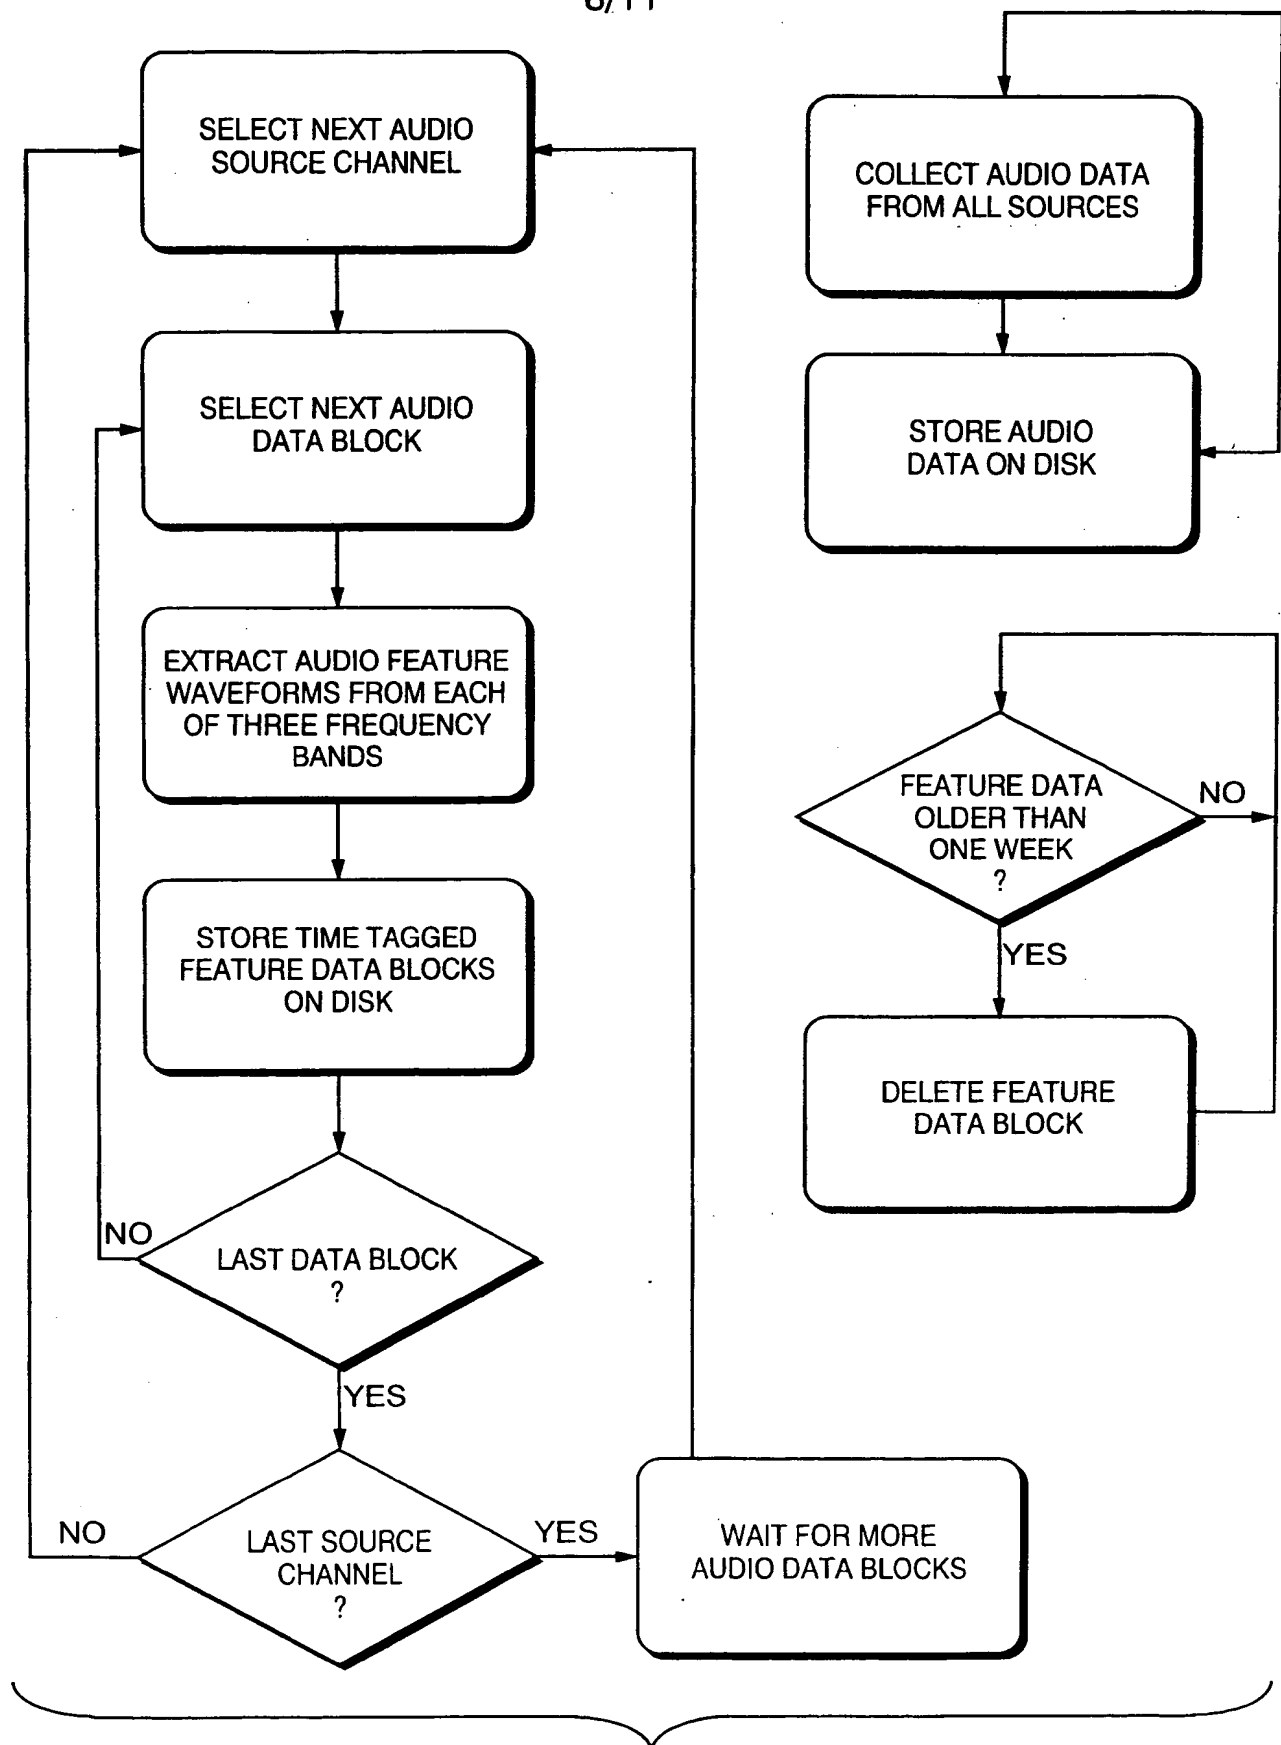 SELECT NEXT AUDIO
SOURCE CHANNEL
SELECT NEXT AUDIO
DATA BLOCK
EXTRACT AUDIO FEATURE
WAVEFORMS FROM EACH
OF THREE FREQUENCY
BANDS
STORE TIME TAGGED
FEATURE DATA BLOCKS
ON DISK
NO
LAST DATA BLOCK
?
YES
NO
LAST SOURCE
CHANNEL
?
YES
WAIT FOR MORE
AUDIO DATA BLOCKS
COLLECT AUDIO DATA
FROM ALL SOURCES
STORE AUDIO
DATA ON DISK
FEATURE DATA
OLDER THAN
ONE WEEK
?
NO
YES
DELETE FEATURE
DATA BLOCK